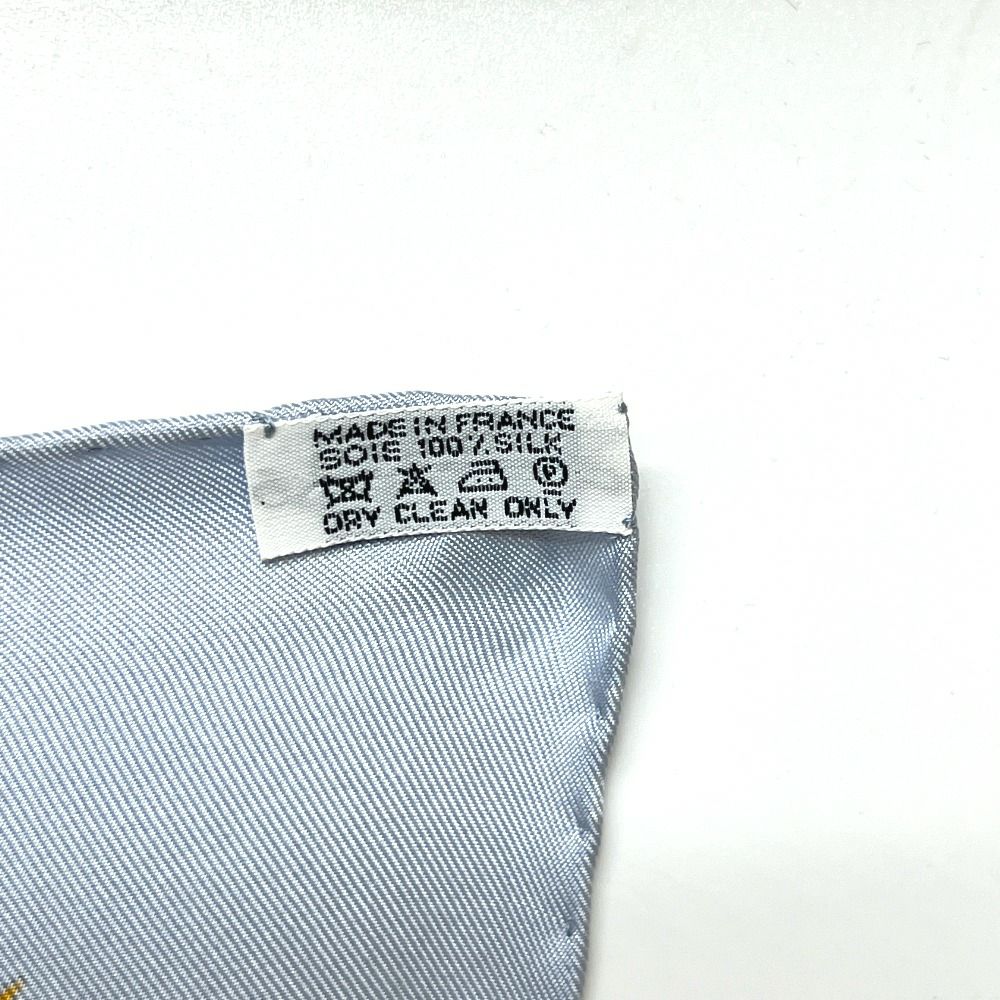 MADE IN FRANCE
SOIE 100% SILK
P
DRY CLEAN ONLY